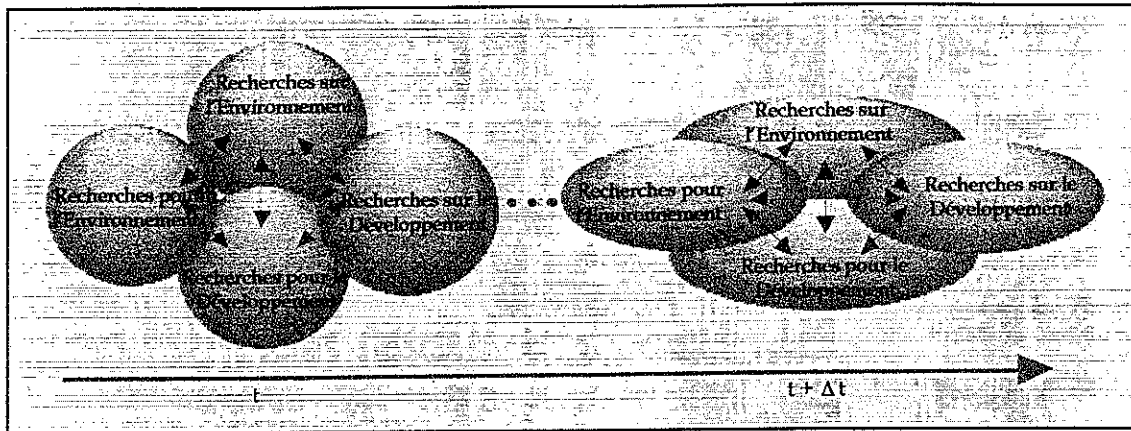 Recherches sur
l'Environnement
Recherches pour
l'Environnement
Recherches sur le
Développement
Recherches pour
Développement
Recherches sur
l'Environnement
Recherches pour
l'Environnement
Recherches sur le
Développement
Recherches pour le
Développement
t
t + Δt